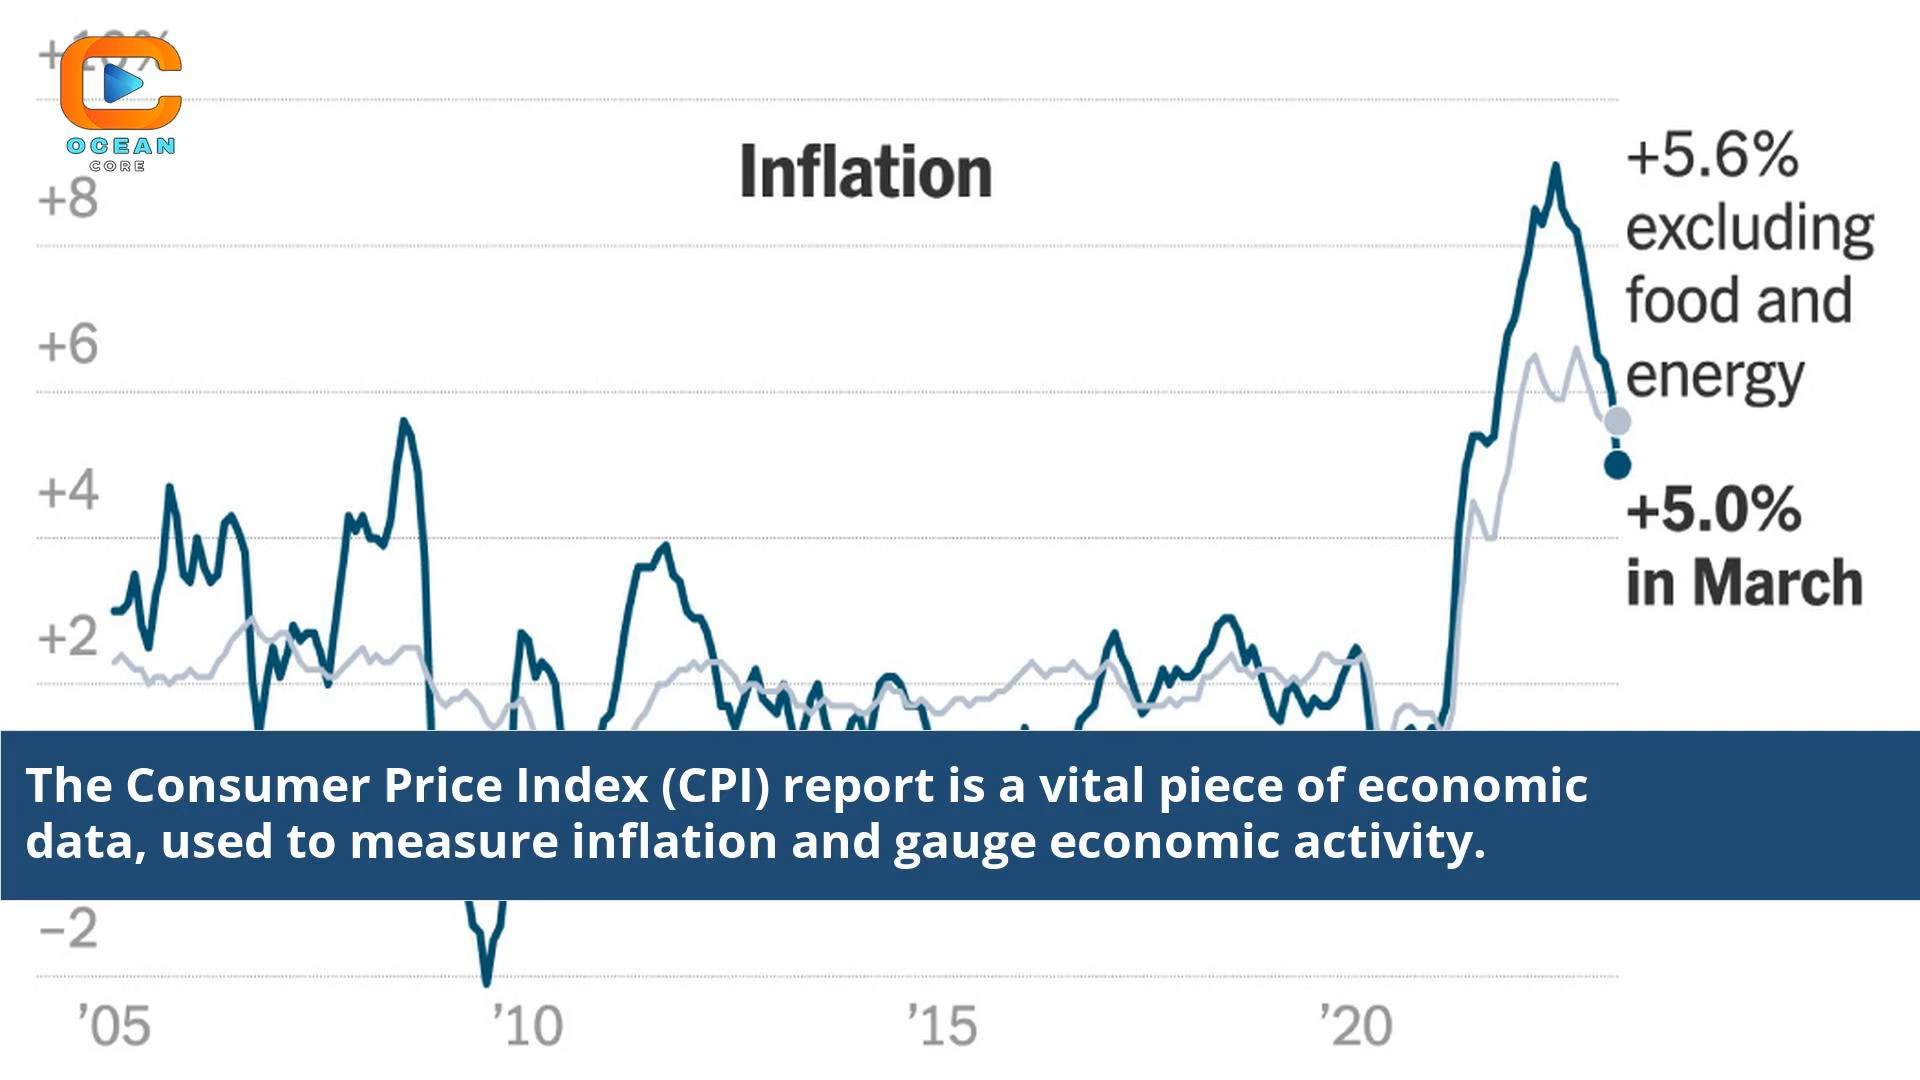 +10%
OCEAN
CORE
Inflation
+8
+6
+4
+2
−2
+5.6%
excluding
food and
energy
+5.0%
in March
The Consumer Price Index (CPI) report is a vital piece of economic
data, used to measure inflation and gauge economic activity.
’05
’10
’15
’20